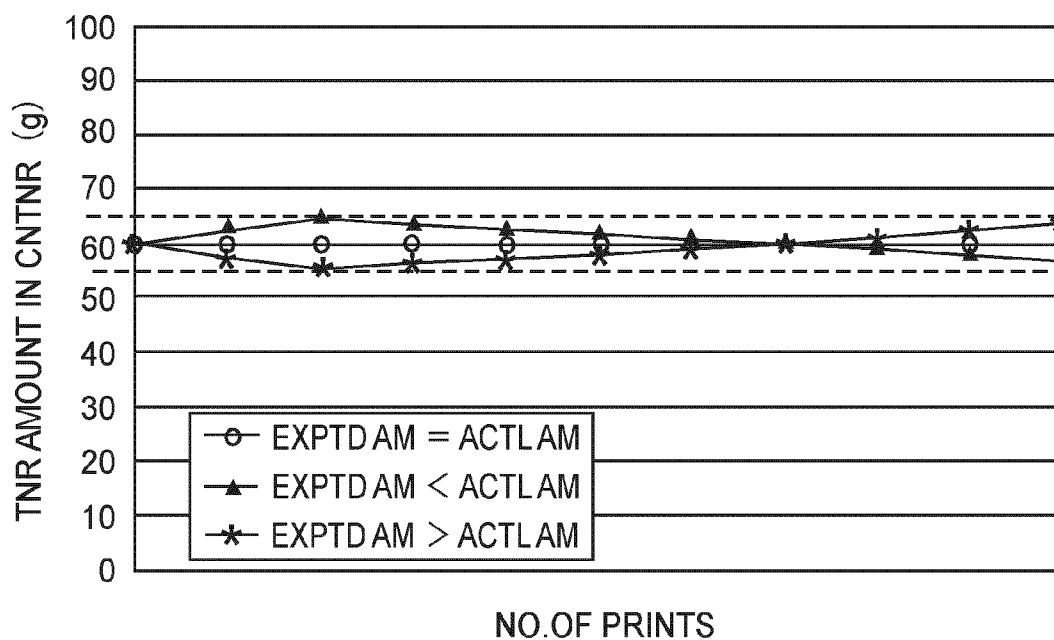 TNR AMOUNT IN CNTNR (g)
100
90
80
70
60
50
40
30
20
10
0
EXPTD AM = ACTL AM
EXPTD AM < ACTL AM
EXPTD AM > ACTL AM
NO.OF PRINTS